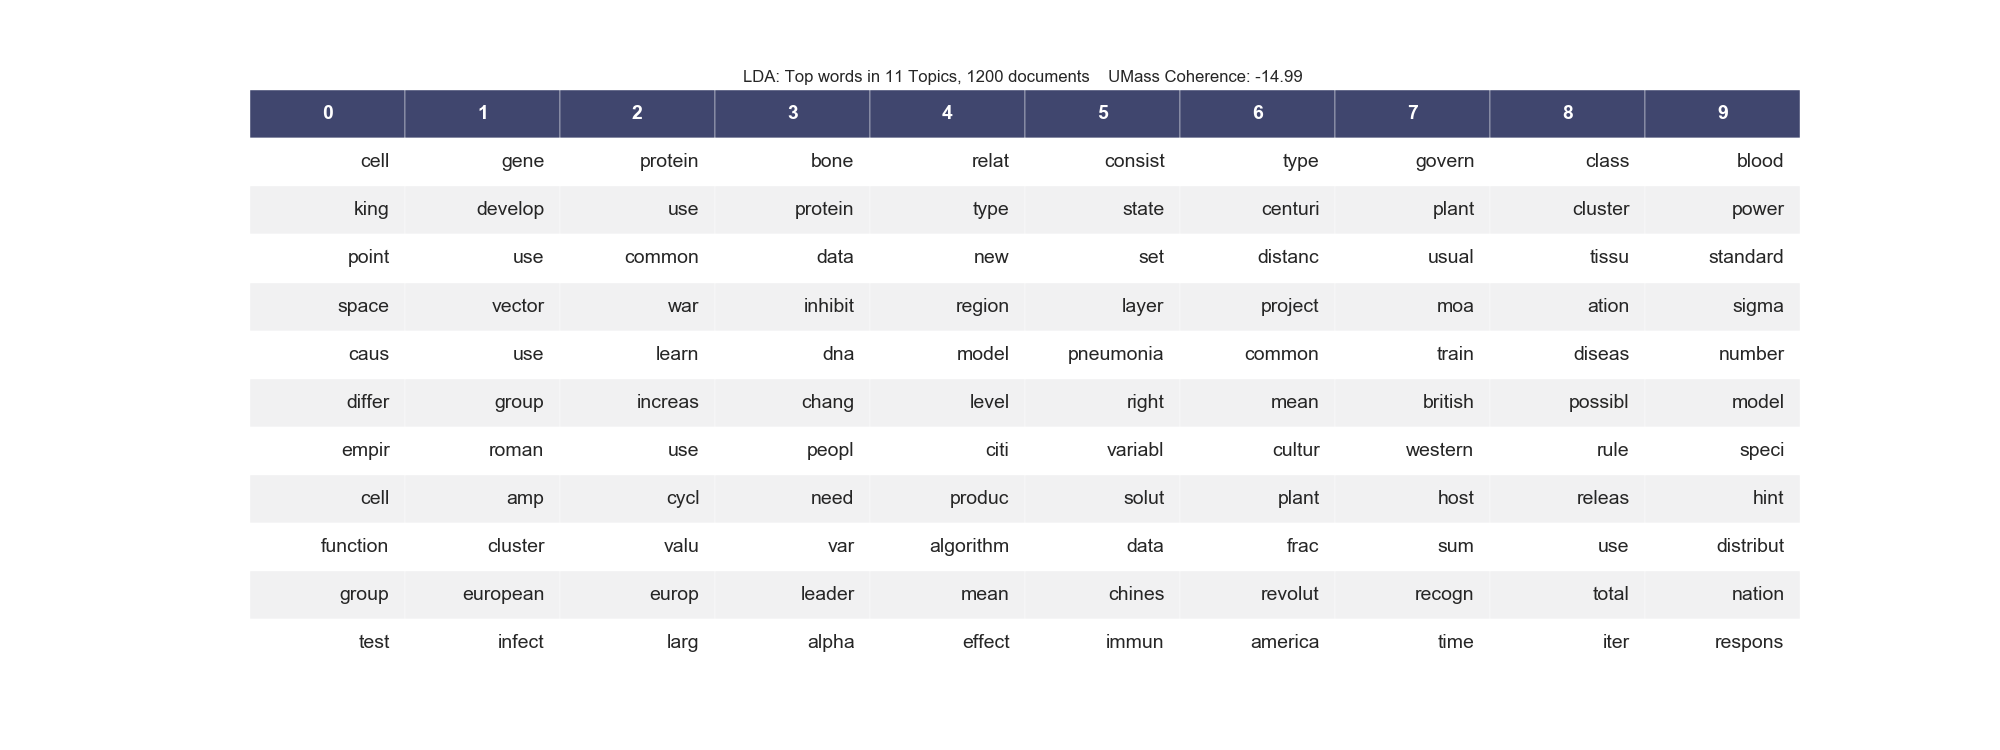 LDA: Top words in 11 Topics, 1200 documents    UMass Coherence: -14.99
0 1 2 3 4 5 6 7 8 9
cell gene protein bone relat consist type govern class blood
king develop use protein type state centuri plant cluster power
point use common data new set distanc usual tissu standard
space vector war inhibit region layer project moa ation sigma
caus use learn dna model pneumonia common train diseas number
differ group increas chang level right mean british possibl model
empir roman use peopl citi variabl cultur western rule speci
cell amp cycl need produc solut plant host releas hint
function cluster valu var algorithm data frac sum use distribut
group european europ leader mean chines revolut recogn total nation
test infect larg alpha effect immun america time iter respons